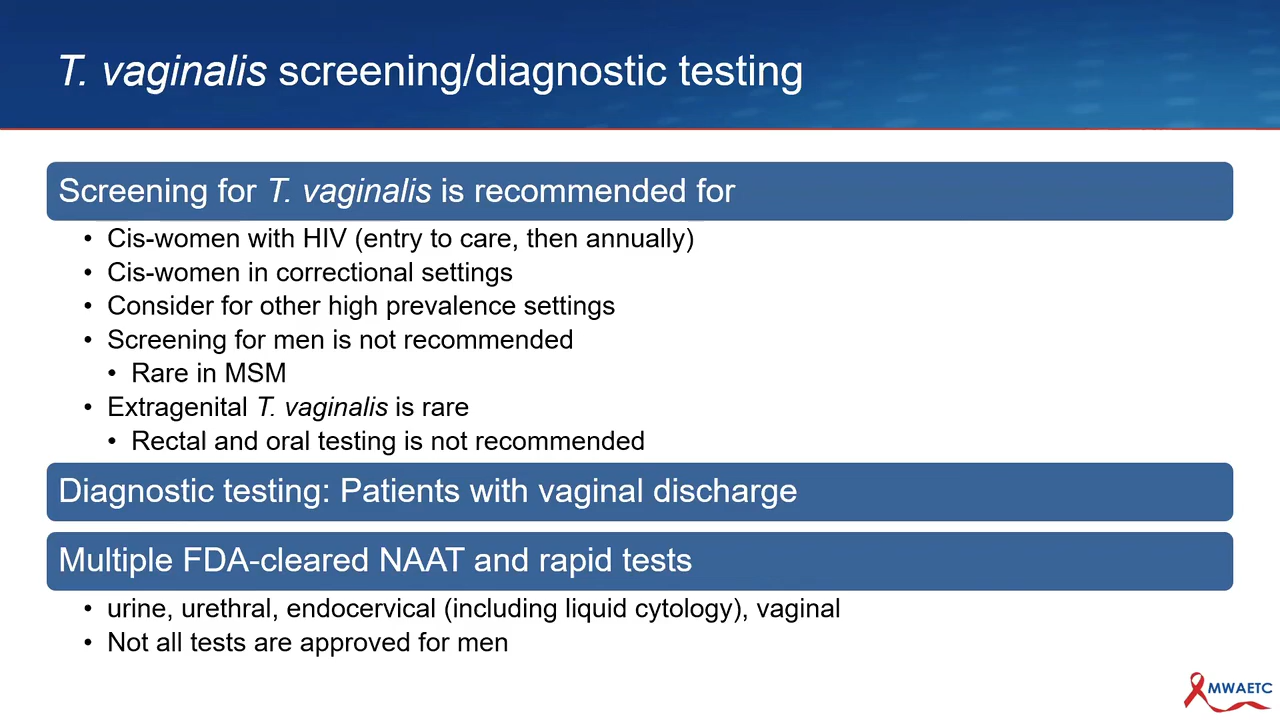 T. vaginalis screening/diagnostic testing
Screening for T. vaginalis is recommended for
• Cis-women with HIV (entry to care, then annually)
• Cis-women in correctional settings
• Consider for other high prevalence settings
• Screening for men is not recommended
• Rare in MSM
• Extragenital T. vaginalis is rare
• Rectal and oral testing is not recommended
Diagnostic testing: Patients with vaginal discharge
Multiple FDA-cleared NAAT and rapid tests
• urine, urethral, endocervical (including liquid cytology), vaginal
• Not all tests are approved for men
MWAETC